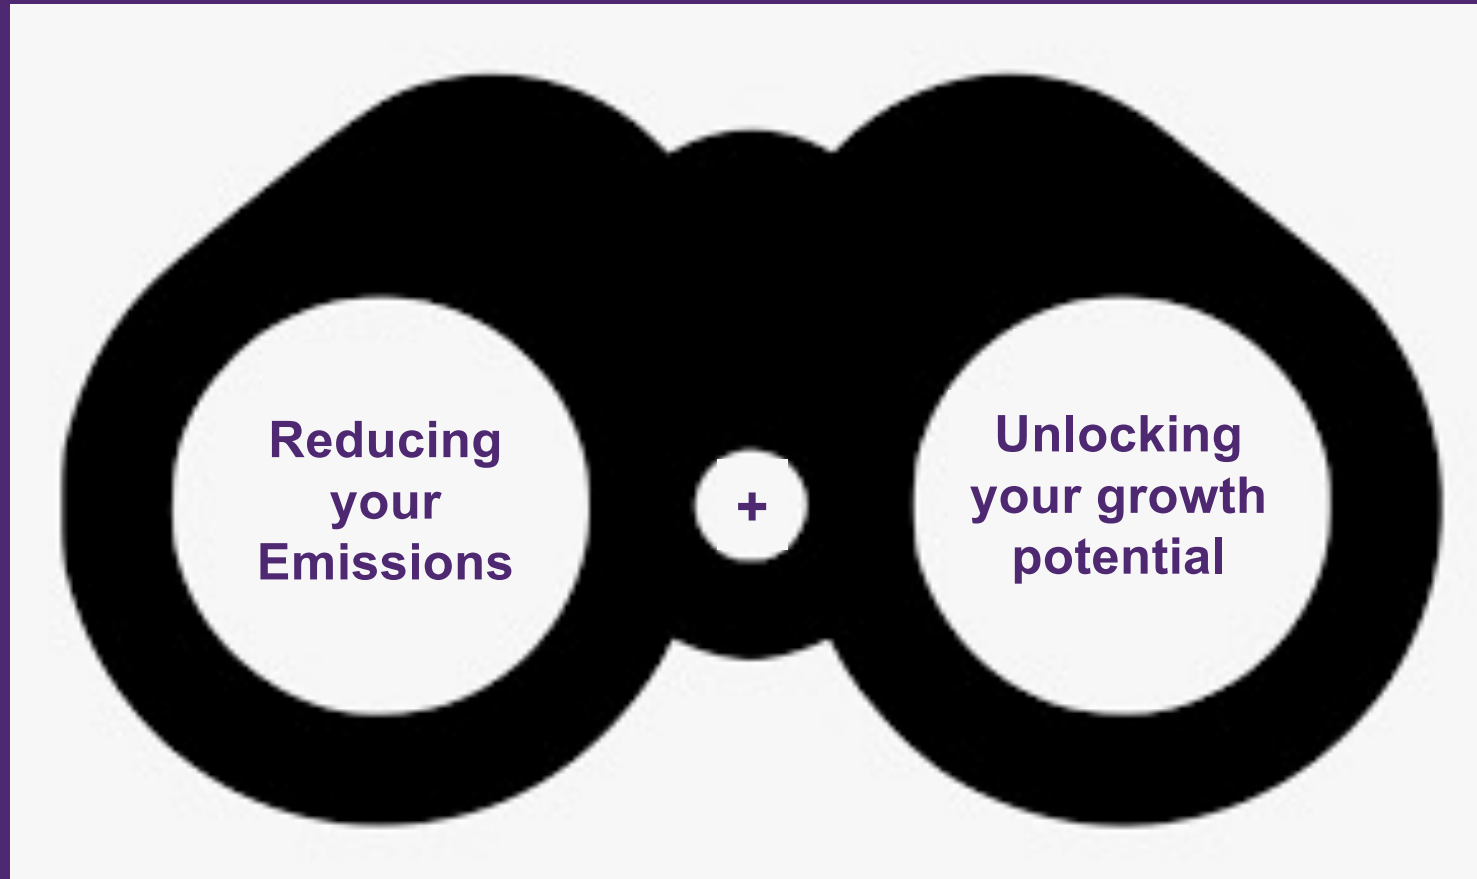 Reducing
your
Emissions
+
Unlocking
your growth
potential